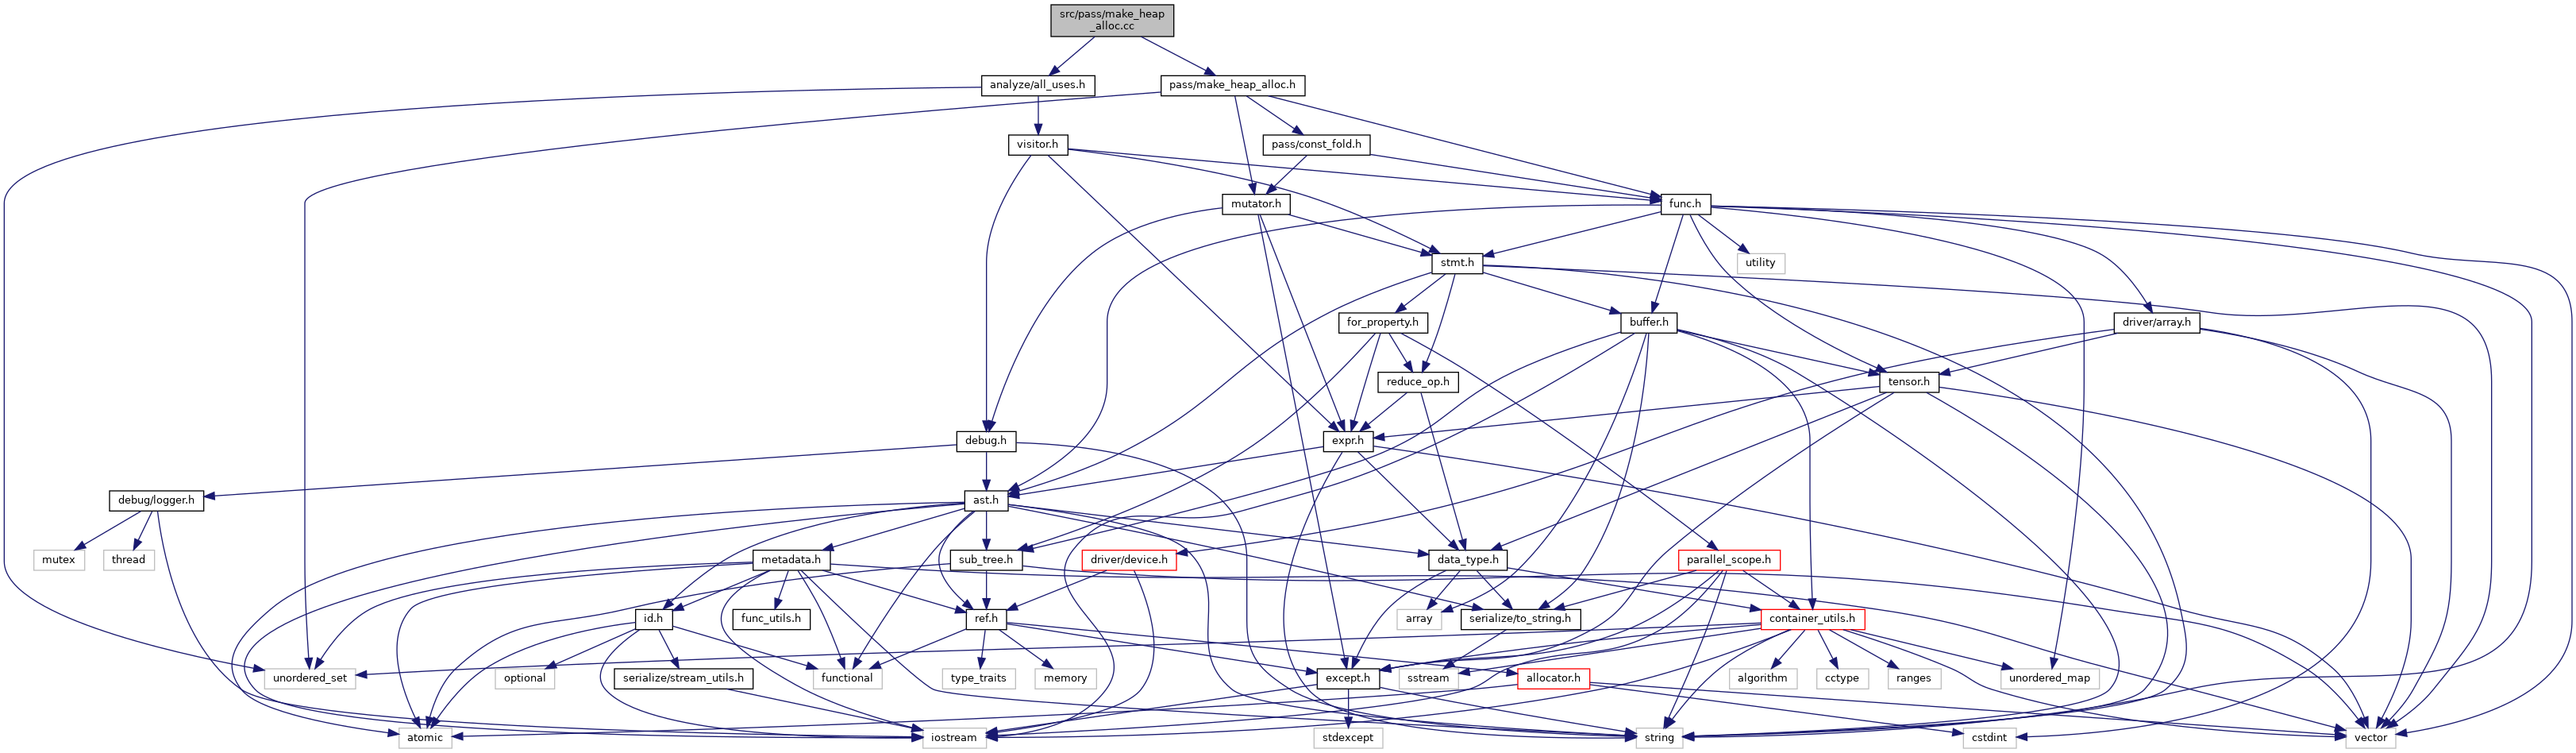 src/pass/make_heap
_alloc.cc
analyze/all_uses.h
pass/make_heap_alloc.h
visitor.h
pass/const_fold.h
mutator.h
func.h
stmt.h
utility
for_property.h
buffer.h
driver/array.h
reduce_op.h
tensor.h
debug.h
expr.h
debug/logger.h
ast.h
mutex
thread
metadata.h
sub_tree.h
driver/device.h
data_type.h
parallel_scope.h
id.h
func_utils.h
ref.h
array
serialize/to_string.h
container_utils.h
unordered_set
optional
serialize/stream_utils.h
functional
type_traits
memory
except.h
sstream
allocator.h
algorithm
cctype
ranges
unordered_map
atomic
iostream
stdexcept
string
cstdint
vector